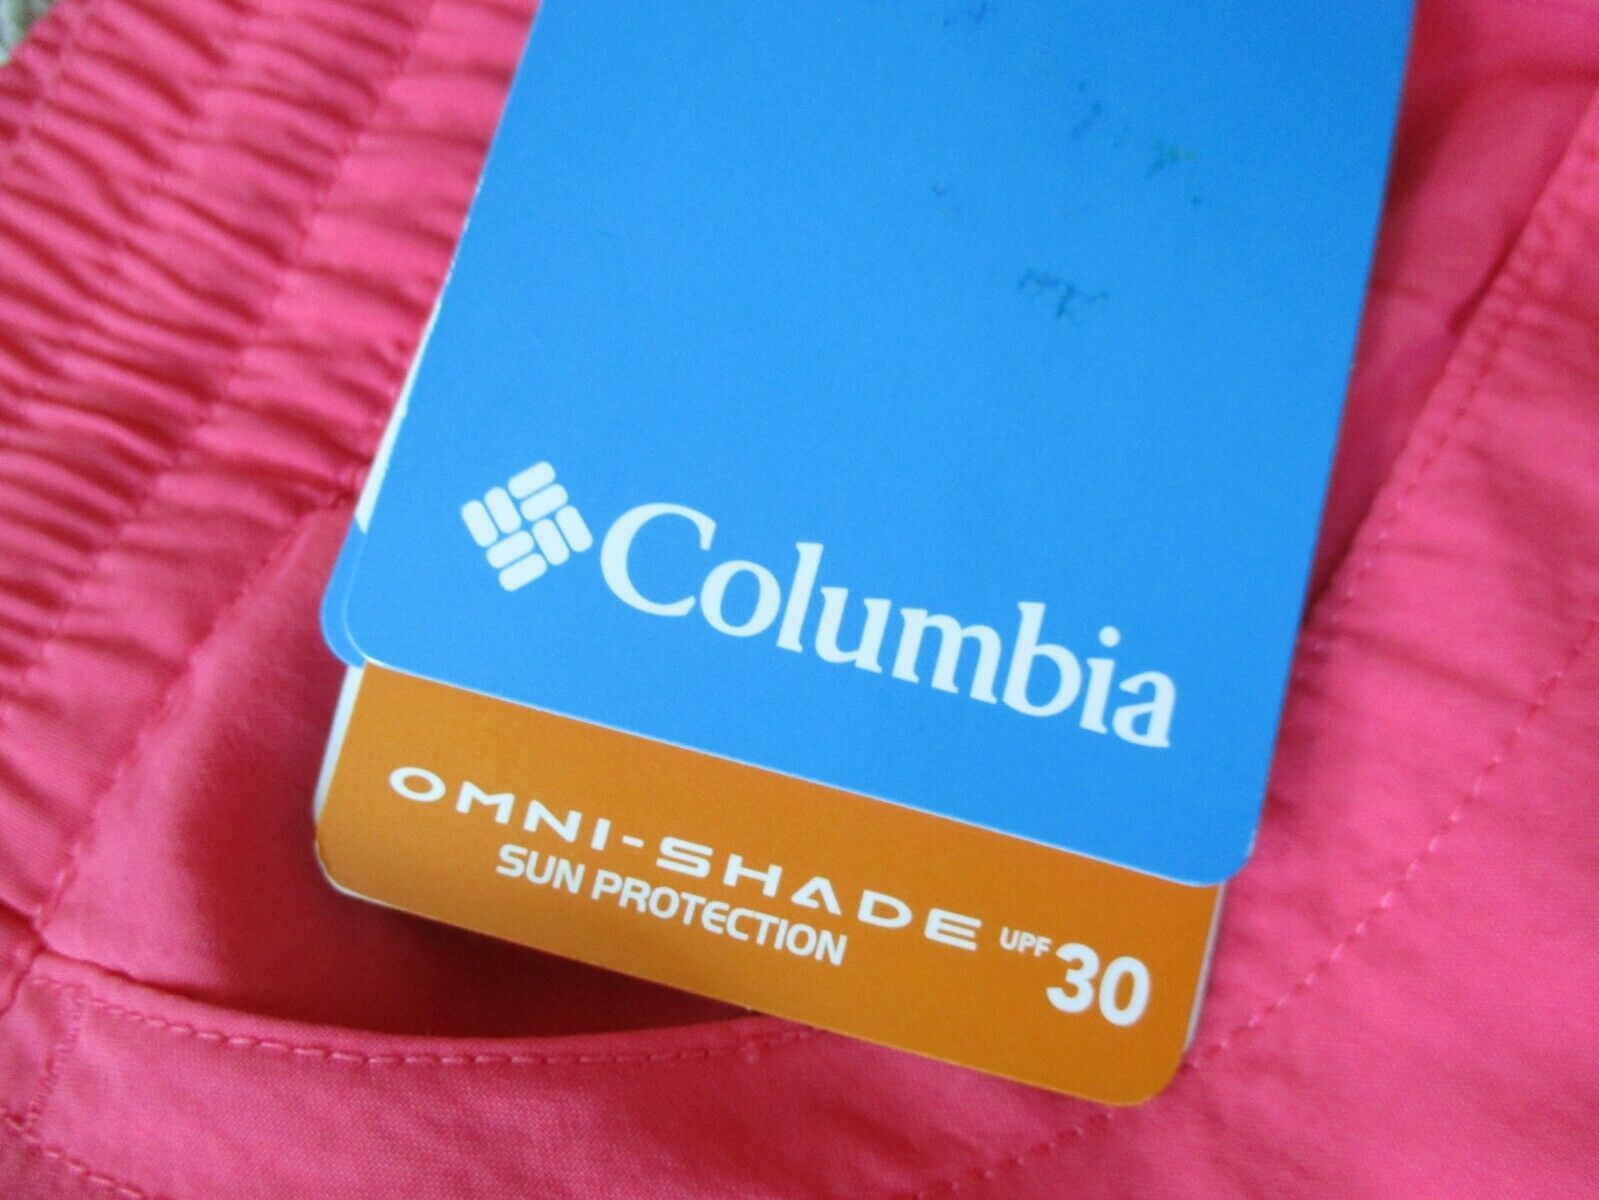 Columbia
OMNI-SHADE UPF 30
SUN PROTECTION